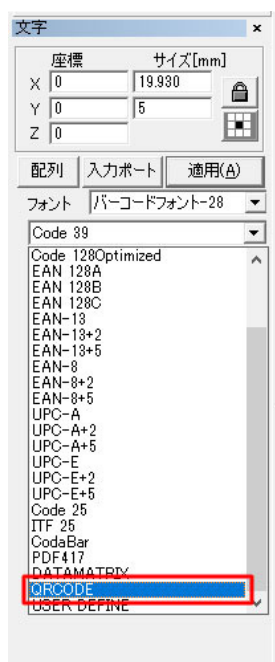 文字 ×
座標 サイズ[mm]
X 0 19.930
Y 0 5
Z 0
配列 入力ポート 適用(A)
フォント バーコードフォント-28
Code 39
Code 128Optimized
EAN 128A
EAN 128B
EAN 128C
EAN-13
EAN-13+2
EAN-13+5
EAN-8
EAN-8+2
EAN-8+5
UPC-A
UPC-A+2
UPC-A+5
UPC-E
UPC-E+2
UPC-E+5
Code 25
ITF 25
CodaBar
PDF417
DATAMATRIX
QRCODE
USER DEFINE